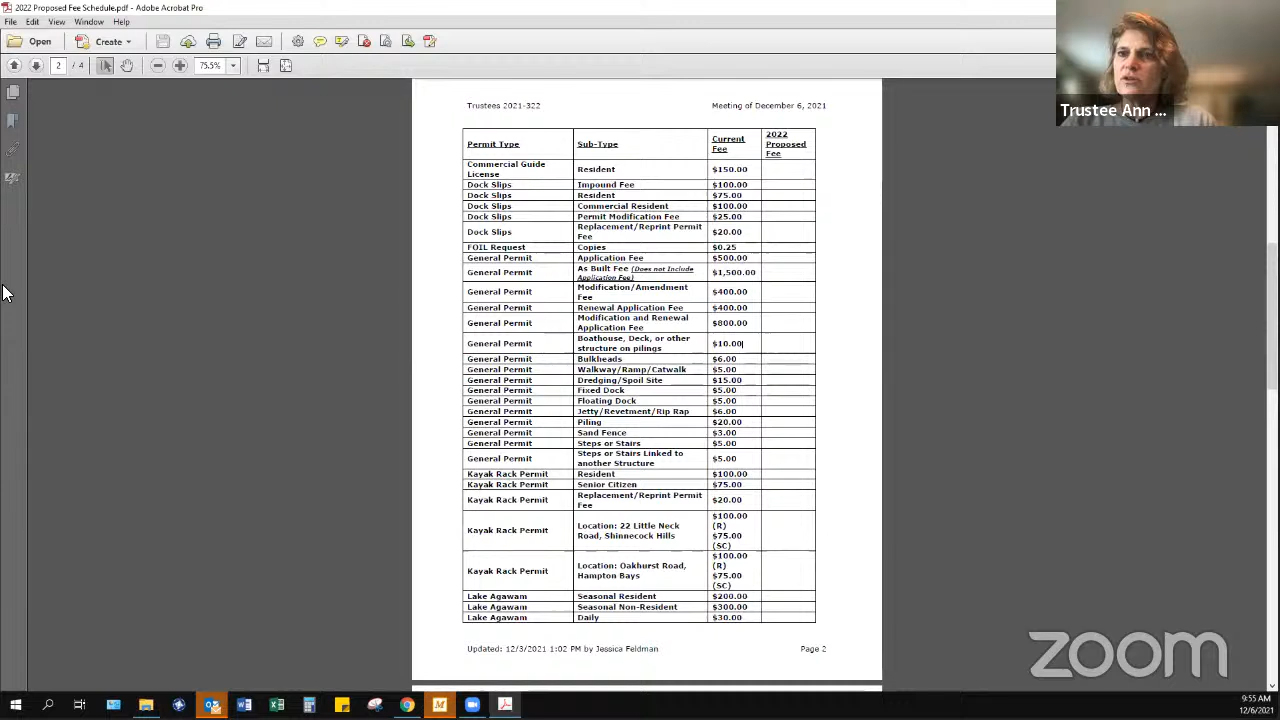 2022 Proposed Fee Schedule.pdf - Adobe Acrobat Pro
File Edit View Window Help
Open Create
2 / 4 75.5%
Trustee Ann ...
Trustees 2021-322 Meeting of December 6, 2021
Permit Type Sub-Type Current Fee 2022 Proposed Fee
Commercial Guide License Resident $150.00
Dock Slips Impound Fee $100.00
Dock Slips Resident $75.00
Dock Slips Commercial Resident $100.00
Dock Slips Permit Modification Fee $25.00
Dock Slips Replacement/Reprint Permit Fee $20.00
FOIL Request Copies $0.25
General Permit Application Fee $500.00
General Permit As Built Fee (Does not Include Application Fee) $1,500.00
General Permit Modification/Amendment Fee $400.00
General Permit Renewal Application Fee $400.00
General Permit Modification and Renewal Application Fee $800.00
General Permit Boathouse, Deck, or other structure on pilings $10.00
General Permit Bulkheads $6.00
General Permit Walkway/Ramp/Catwalk $5.00
General Permit Dredging/Spoil Site $15.00
General Permit Fixed Dock $5.00
General Permit Floating Dock $5.00
General Permit Jetty/Revetment/Rip Rap $6.00
General Permit Piling $20.00
General Permit Sand Fence $3.00
General Permit Steps or Stairs $5.00
General Permit Steps or Stairs Linked to another Structure $5.00
Kayak Rack Permit Resident $100.00
Kayak Rack Permit Senior Citizen $75.00
Kayak Rack Permit Replacement/Reprint Permit Fee $20.00
Kayak Rack Permit Location: 22 Little Neck Road, Shinnecock Hills $100.00 (R) $75.00 (SC)
Kayak Rack Permit Location: Oakhurst Road, Hampton Bays $100.00 (R) $75.00 (SC)
Lake Agawam Seasonal Resident $200.00
Lake Agawam Seasonal Non-Resident $300.00
Lake Agawam Daily $30.00
Updated: 12/3/2021 1:02 PM by Jessica Feldman Page 2
zoom
9:55 AM
12/6/2021